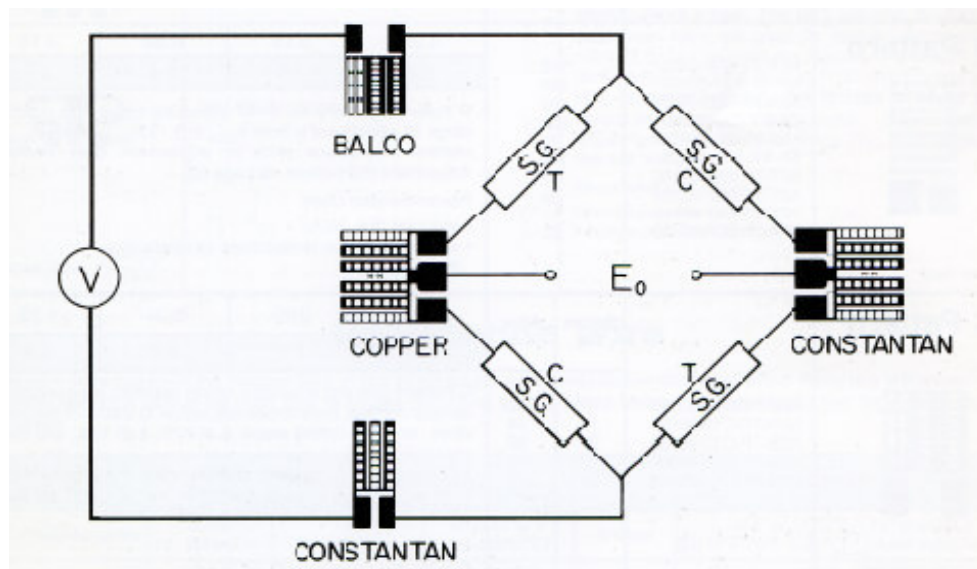 BALCO
S.G.
T
S.G.
C
V
E₀
COPPER
CONSTANTAN
C
S.G.
T
S.G.
CONSTANTAN